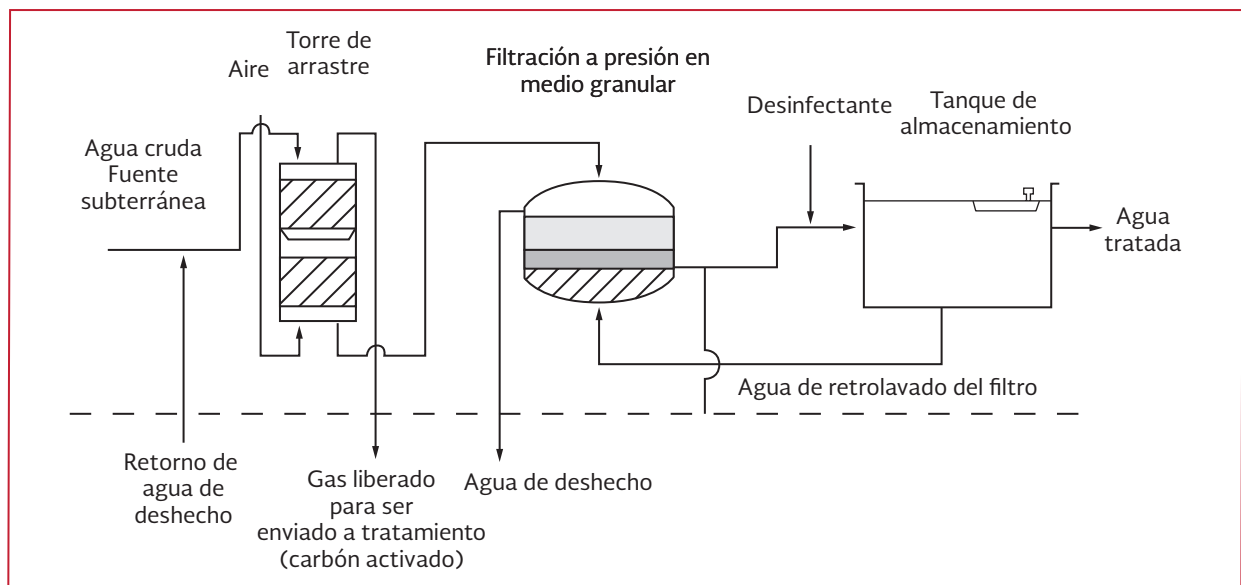 Torre de
arrastre
Aire
Filtración a presión en
medio granular
Desinfectante
Tanque de
almacenamiento
Agua cruda
Fuente
subterránea
Agua
tratada
Agua de retrolavado del filtro
Retorno de
agua de
deshecho
Gas liberado
para ser
enviado a tratamiento
(carbón activado)
Agua de deshecho